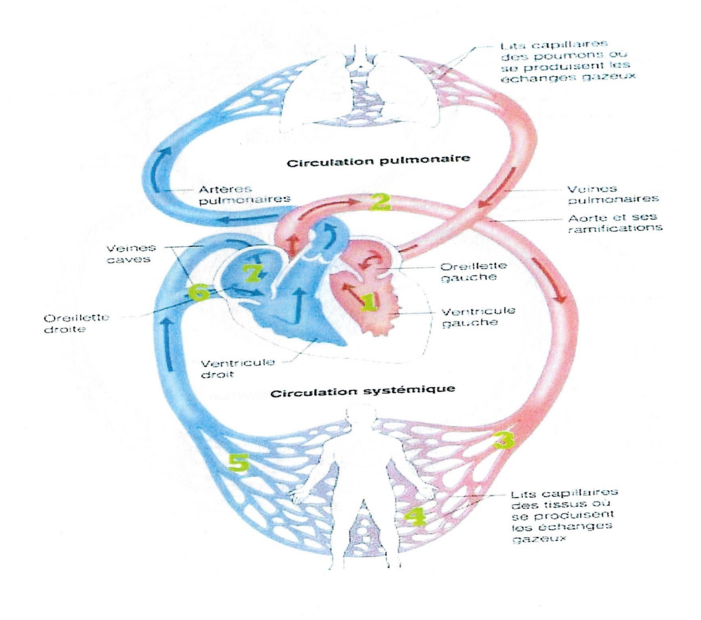 Lits capillaires
des poumons où
se produisent les
échanges gazeux
Circulation pulmonaire
Artères
pulmonaires
Veines
pulmonaires
2
Aorte et ses
ramifications
Veines
caves
7
Oreillette
gauche
6
1
Oreillette
droite
Ventricule
gauche
Ventricule
droit
Circulation systémique
3
5
Lits capillaires
des tissus où
se produisent
les échanges
gazeux
4